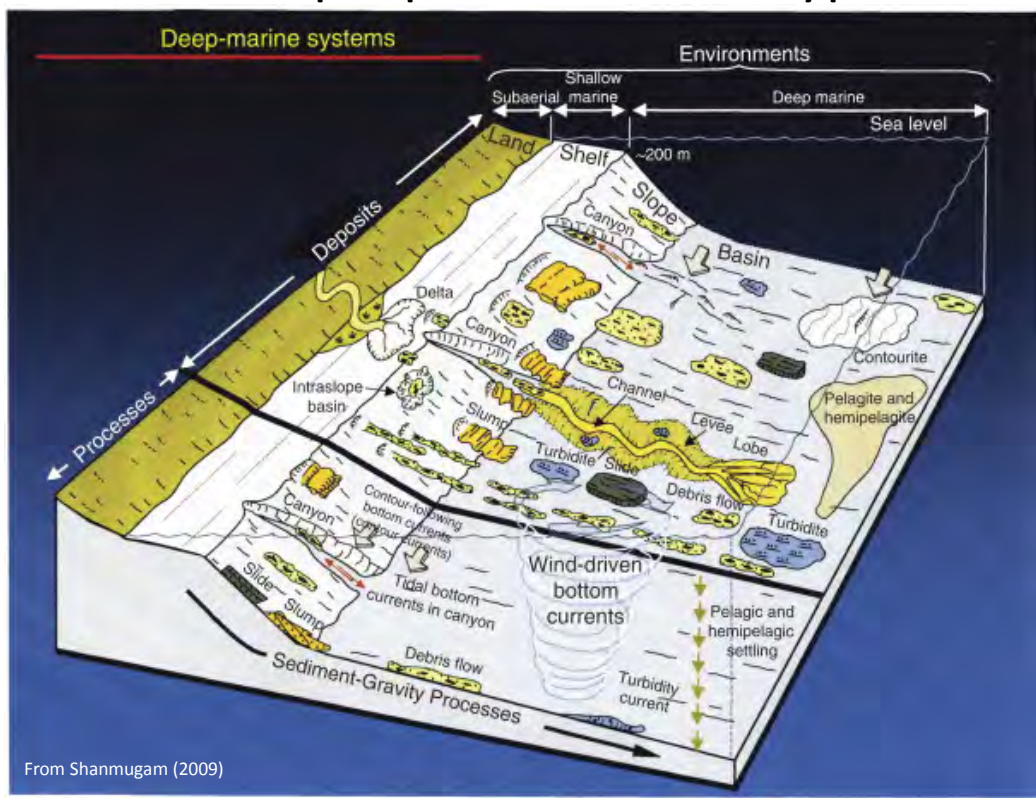 Deep-marine systems
Environments
Subaerial
Shallow
marine
Deep marine
Sea level
Land
Shelf
~200 m
Slope
Canyon
Basin
Deposits
Delta
Canyon
Contourite
Intraslope
basin
Channel
Levee
Lobe
Pelagite and
hemipelagite
Processes
Slump
Turbidite
Slide
Debris flow
Turbidite
Canyon
Contour-following
bottom currents
(contour currents)
Wind-driven
bottom
currents
Tidal bottom
currents in canyon
Pelagic and
hemipelagic
settling
Slide
Slump
Debris flow
Turbidity
current
Sediment-Gravity Processes
From Shanmugam (2009)